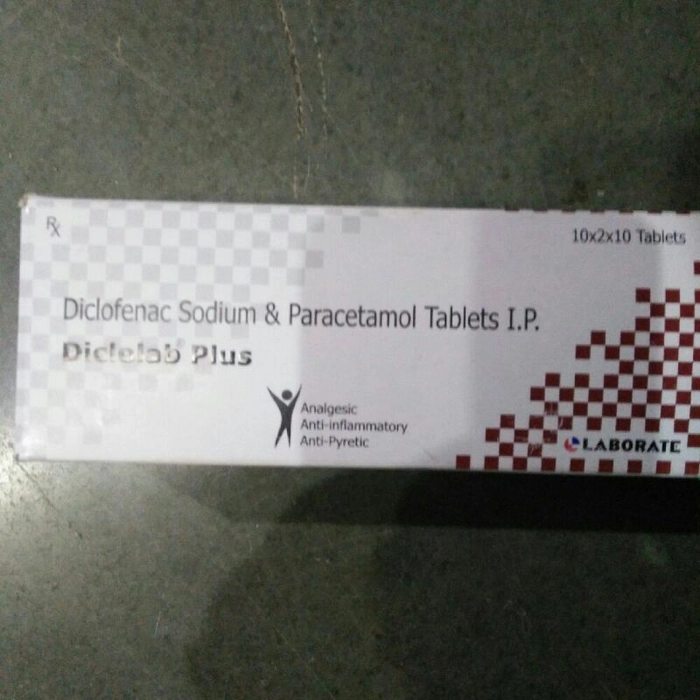 Rx
10x2x10 Tablets
Diclofenac Sodium & Paracetamol Tablets I.P.
Diclelab Plus
Analgesic
Anti-inflammatory
Anti-Pyretic
LABORATE